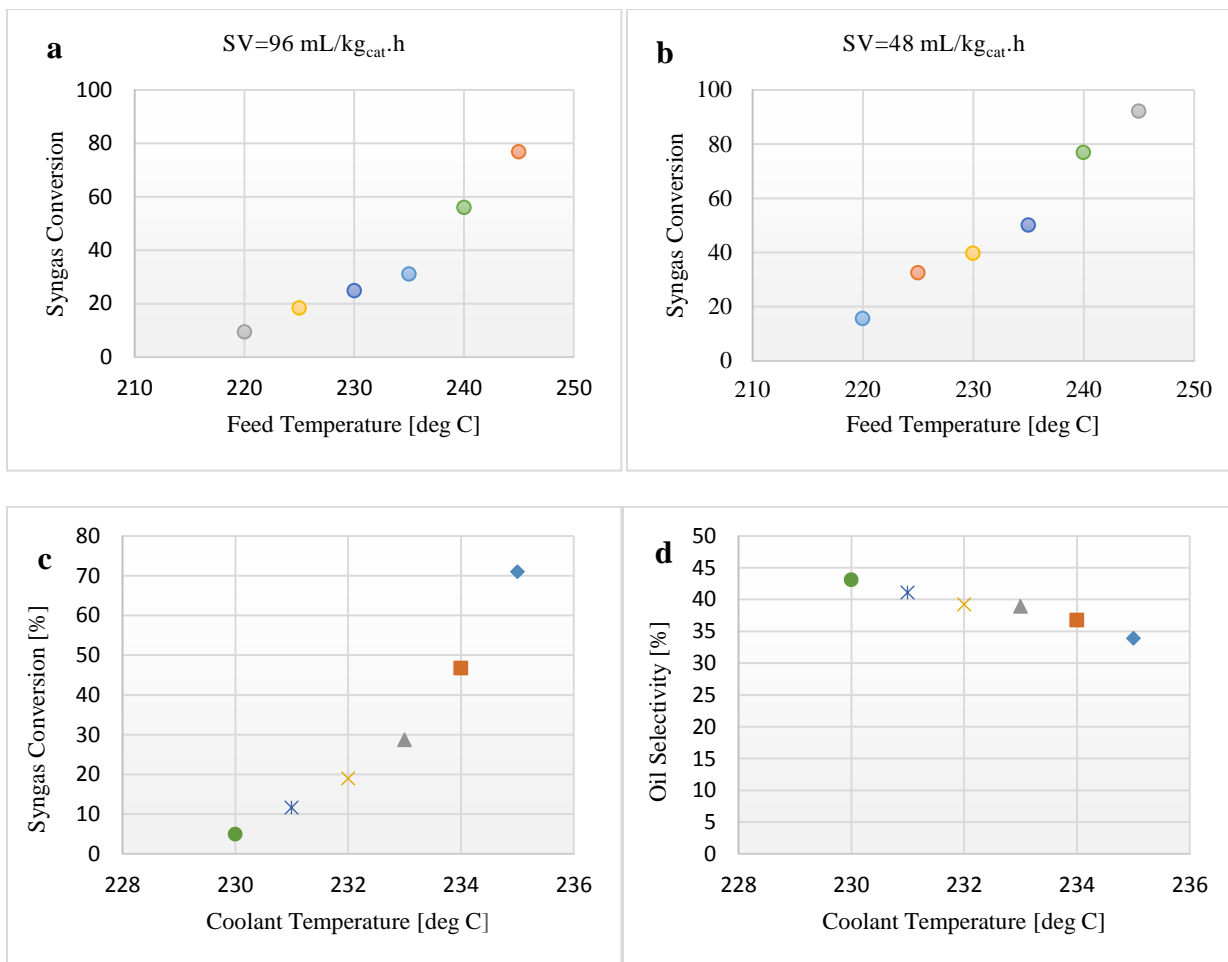 a
SV=96 mL/kgcat.h
100
80
60
40
20
0
Syngas Conversion
210 220 230 240 250
Feed Temperature [deg C]
b
SV=48 mL/kgcat.h
100
80
60
40
20
0
Syngas Conversion
210 220 230 240 250
Feed Temperature [deg C]
c
80
70
60
50
40
30
20
10
0
Syngas Conversion [%]
228 230 232 234 236
Coolant Temperature [deg C]
d
50
45
40
35
30
25
20
15
10
5
0
Oil Selectivity [%]
228 230 232 234 236
Coolant Temperature [deg C]